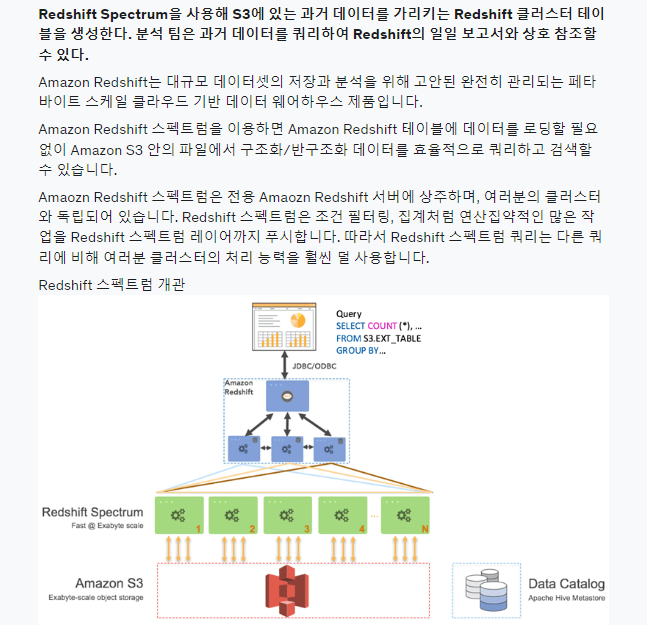 Redshift Spectrum을 사용해 S3에 있는 과거 데이터를 가리키는 Redshift 클러스터 테이
블을 생성한다. 분석 팀은 과거 데이터를 쿼리하여 Redshift의 일일 보고서와 상호 참조할
수 있다.
Amazon Redshift는 대규모 데이터셋의 저장과 분석을 위해 고안된 완전히 관리되는 페타
바이트 스케일 클라우드 기반 데이터 웨어하우스 제품입니다.
Amazon Redshift 스펙트럼을 이용하면 Amazon Redshift 테이블에 데이터를 로딩할 필요
없이 Amazon S3 안의 파일에서 구조화/반구조화 데이터를 효율적으로 쿼리하고 검색할
수 있습니다.
Amaozn Redshift 스펙트럼은 전용 Amaozn Redshift 서버에 상주하며, 여러분의 클러스터
와 독립되어 있습니다. Redshift 스펙트럼은 조건 필터링, 집계처럼 연산집약적인 많은 작
업을 Redshift 스펙트럼 레이어까지 푸시합니다. 따라서 Redshift 스펙트럼 쿼리는 다른 쿼
리에 비해 여러분 클러스터의 처리 능력을 훨씬 덜 사용합니다.
Redshift 스펙트럼 개관
Query
SELECT COUNT (*), ...
FROM S3.EXT_TABLE
GROUP BY...
JDBC/ODBC
Amazon
Redshift
Redshift Spectrum
Fast @ Exabyte scale
1 2 3 4 ... N
Amazon S3
Exabyte-scale object storage
Data Catalog
Apache Hive Metastore